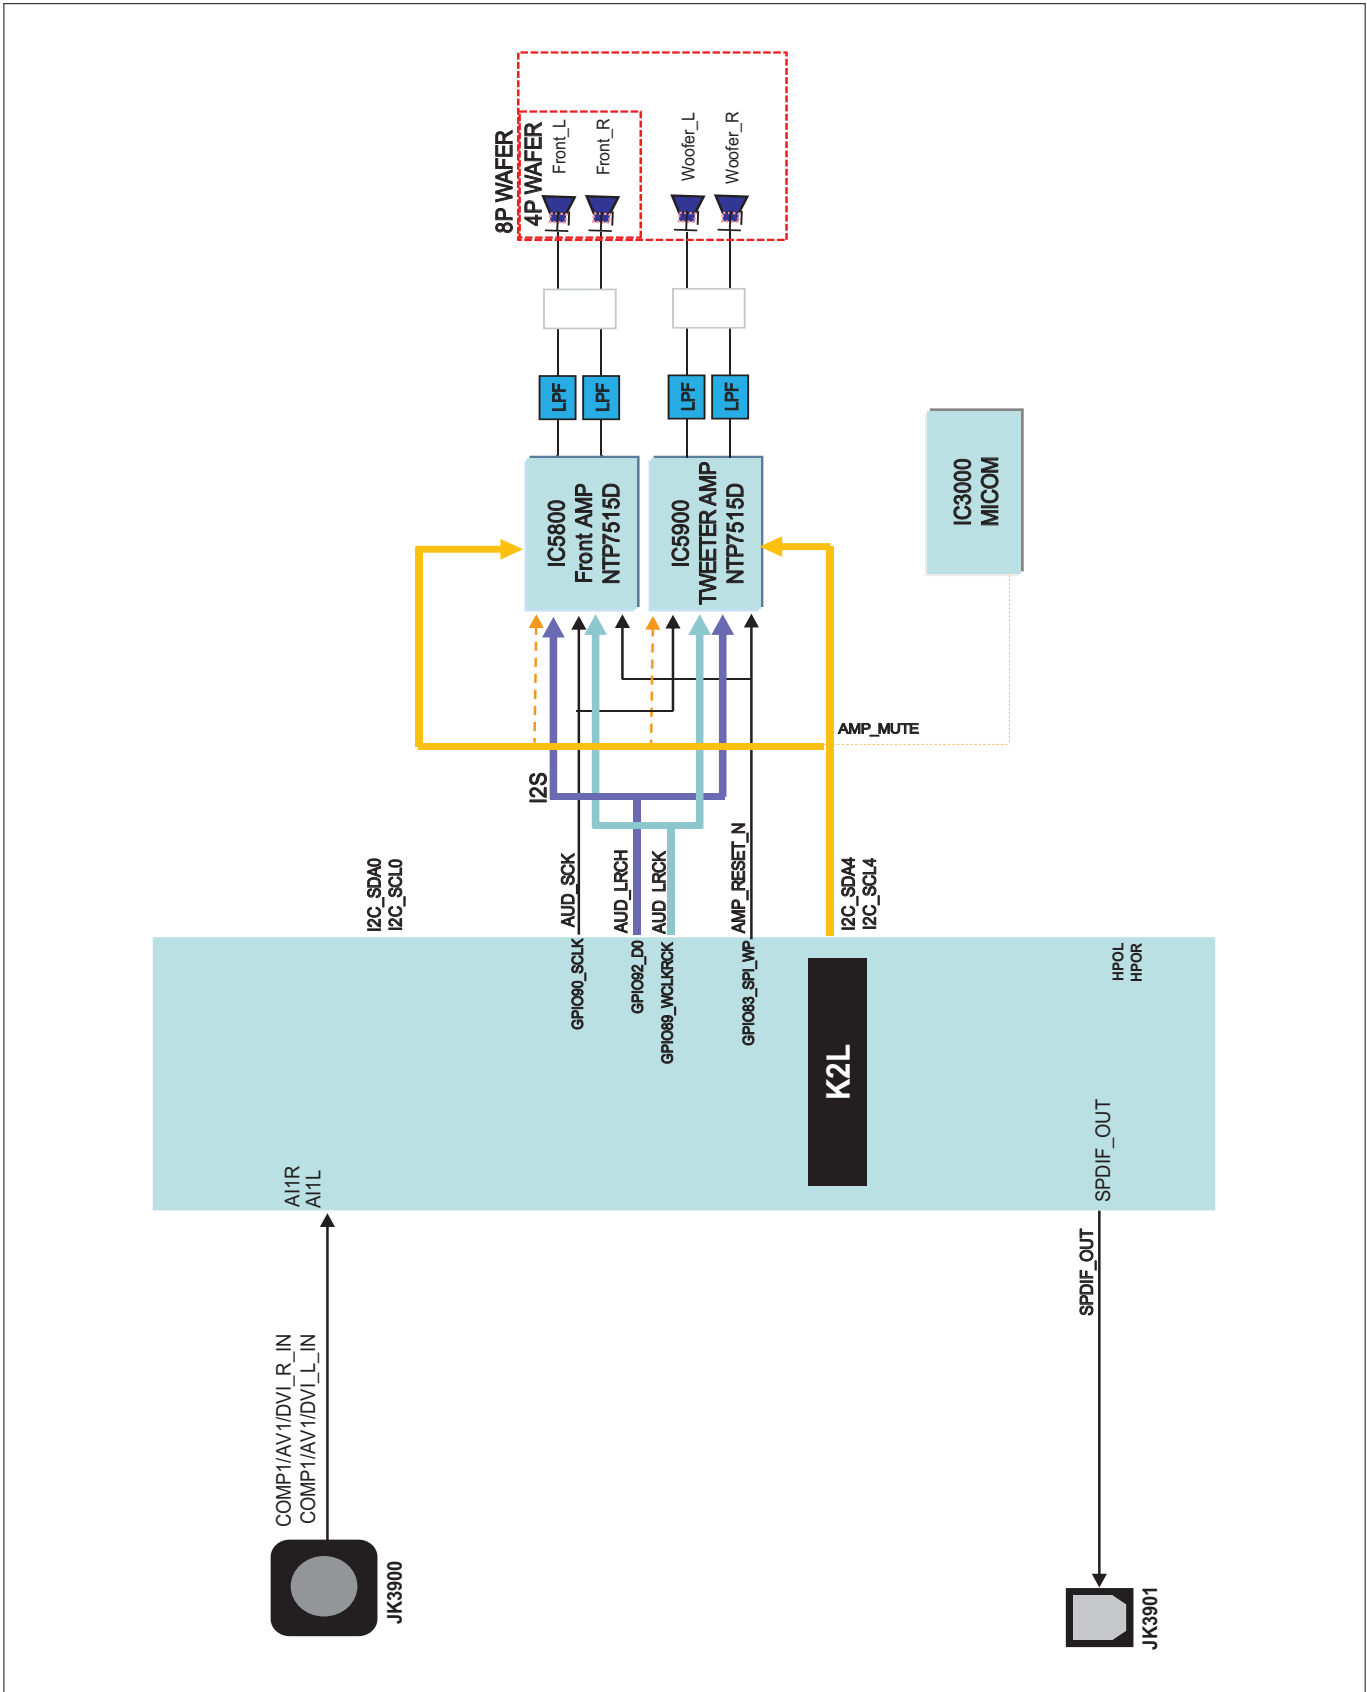 8P WAFER
4P WAFER
Front_L
Front_R
Woofer_L
Woofer_R
LPF
LPF
LPF
LPF
IC5800
Front AMP
NTP7515D
IC5900
TWEETER AMP
NTP7515D
IC3000
MICOM
AMP_MUTE
I2S
I2C_SDA0
I2C_SCL0
AUD_SCK
AUD_LRCH
AUD_LRCK
AMP_RESET_N
I2C_SDA4
I2C_SCL4
GPIO90_SCLK
GPIO92_D0
GPIO89_WCLKRCK
GPIO83_SPI_WP
HPOL
HPOR
K2L
AI1R
AI1L
SPDIF_OUT
SPDIF_OUT
COMP1/AV1/DVI_R_IN
COMP1/AV1/DVI_L_IN
JK3900
JK3901